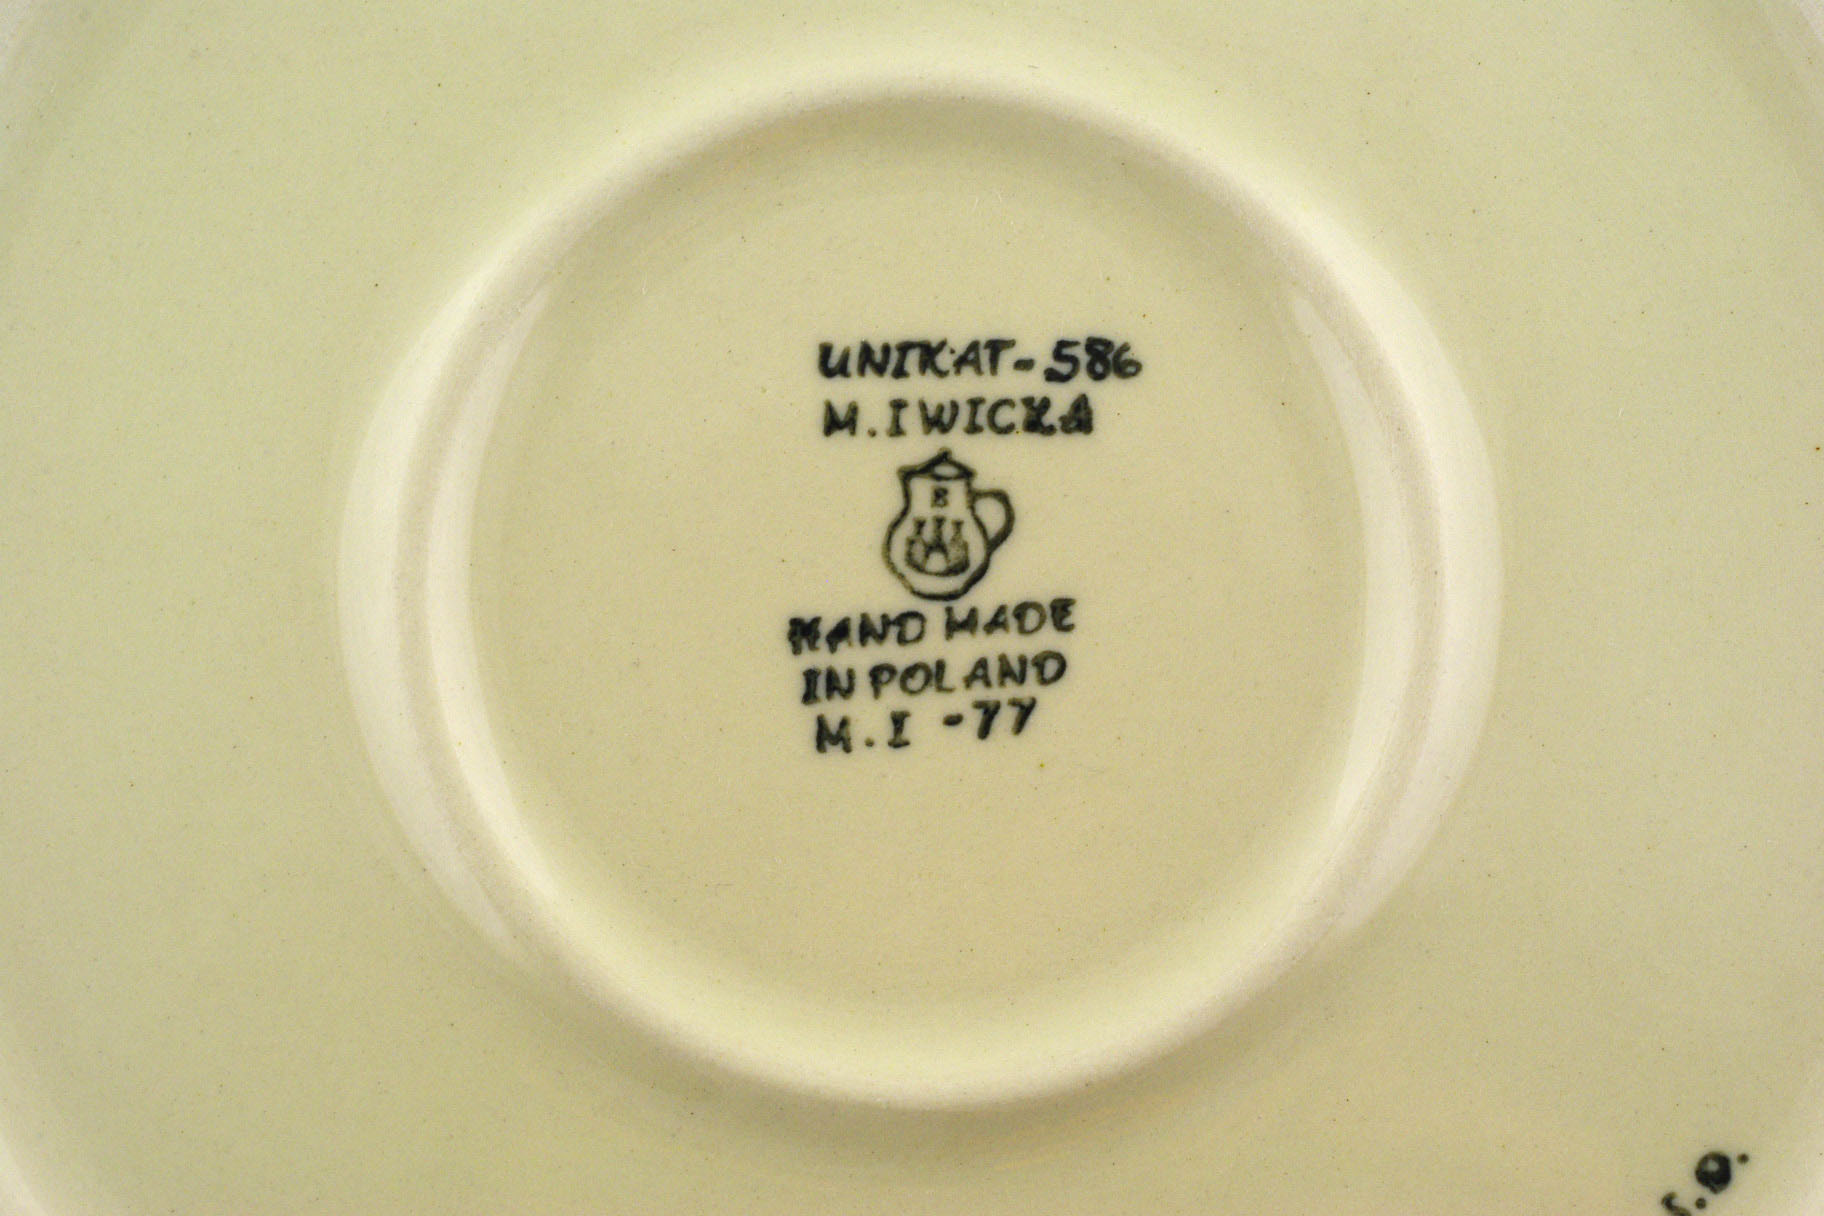 UNIKAT-586
M.IWICKA
B
HAND MADE
IN POLAND
M.I -77